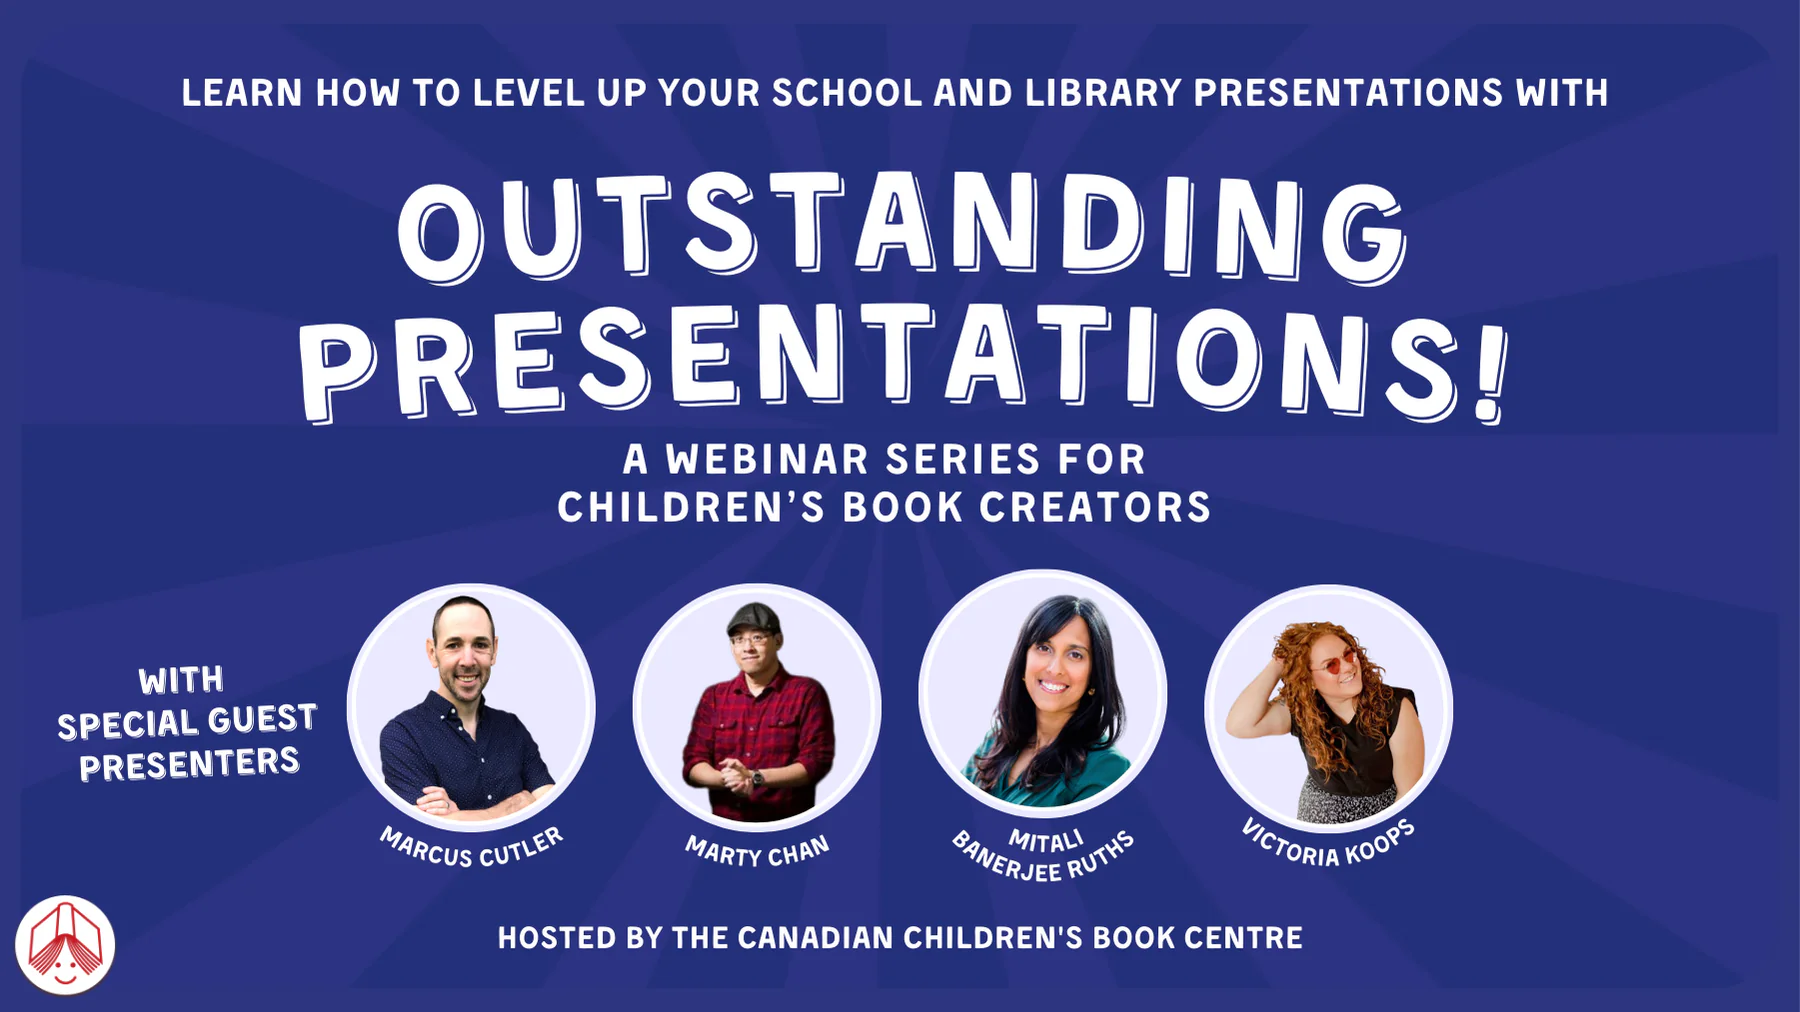 LEARN HOW TO LEVEL UP YOUR SCHOOL AND LIBRARY PRESENTATIONS WITH
OUTSTANDING
PRESENTATIONS!
A WEBINAR SERIES FOR
CHILDREN’S BOOK CREATORS
WITH
SPECIAL GUEST
PRESENTERS
MARCUS CUTLER
MARTY CHAN
MITALI
BANERJEE RUTHS
VICTORIA KOOPS
HOSTED BY THE CANADIAN CHILDREN'S BOOK CENTRE